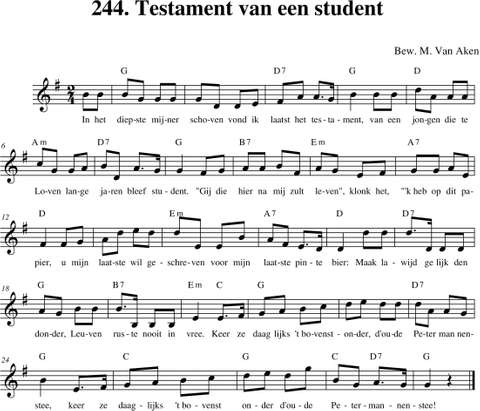 244. Testament van een student
Bew. M. Van Aken
G D7 G D
In het diep-ste mij-ner scho-ven vond ik laatst het tes-ta-ment, van een jon-gen die te
6 Am D7 G B7 Em A7
Lo-ven lan-ge ja-ren bleef stu-dent. "Gij die hier na mij zult le-ven", klonk het, "'k heb op dit pa-
12 D Em A7 D D7
pier, u mijn laat-ste wil ge-schre-ven voor mijn laat-ste pin-te bier: Maak la-wijd ge lijk den
18 G B7 Em C G D7
don-der, Leu-ven rus-te nooit in vree. Keer ze daag lijks 't bo-venst-on-der, d'ou-de Pe-ter man nen-
24 G C G C D7 G
stee, keer ze daag-lijks 't bo-venst on-der d'ou-de Pe-ter-man-nen-stee!